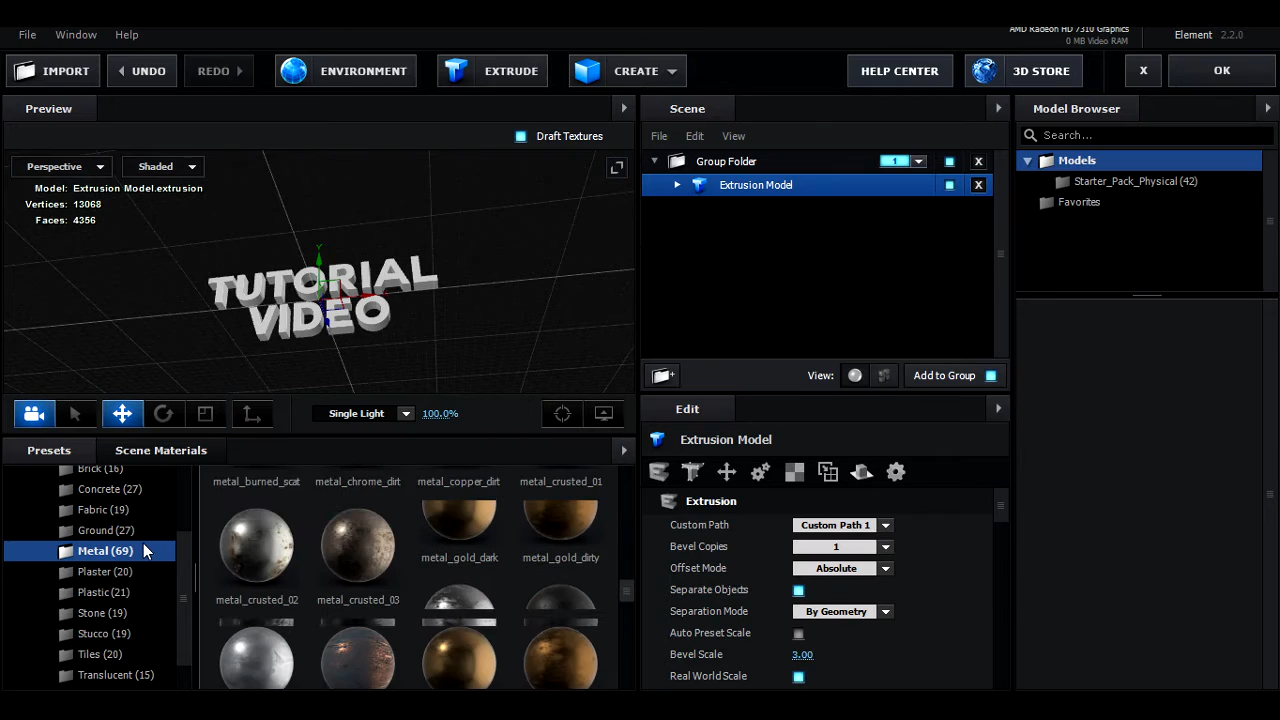 AMD Radeon HD 7310 Graphics
File Window Help
0 MB Video RAM
Element 2.2.0
IMPORT UNDO REDO ENVIRONMENT EXTRUDE CREATE HELP CENTER 3D STORE X OK
Preview
Draft Textures
Perspective Shaded
Model: Extrusion Model.extrusion
Vertices: 13068
Faces: 4356
Y
TUTORIAL
VIDEO
Single Light 100.0%
Scene
File Edit View
Group Folder 1 X
Extrusion Model X
View: Add to Group
Model Browser
Search...
Models
Starter_Pack_Physical (42)
Favorites
Presets Scene Materials
Brick (16)
Concrete (27)
Fabric (19)
Ground (27)
Metal (69)
Plaster (20)
Plastic (21)
Stone (19)
Stucco (19)
Tiles (20)
Translucent (15)
metal_burned_scat metal_chrome_dirt metal_copper_dirt metal_crusted_01
metal_gold_dark metal_gold_dirty
metal_crusted_02 metal_crusted_03
Edit
Extrusion Model
Extrusion
Custom Path Custom Path 1
Bevel Copies 1
Offset Mode Absolute
Separate Objects
Separation Mode By Geometry
Auto Preset Scale
Bevel Scale 3.00
Real World Scale